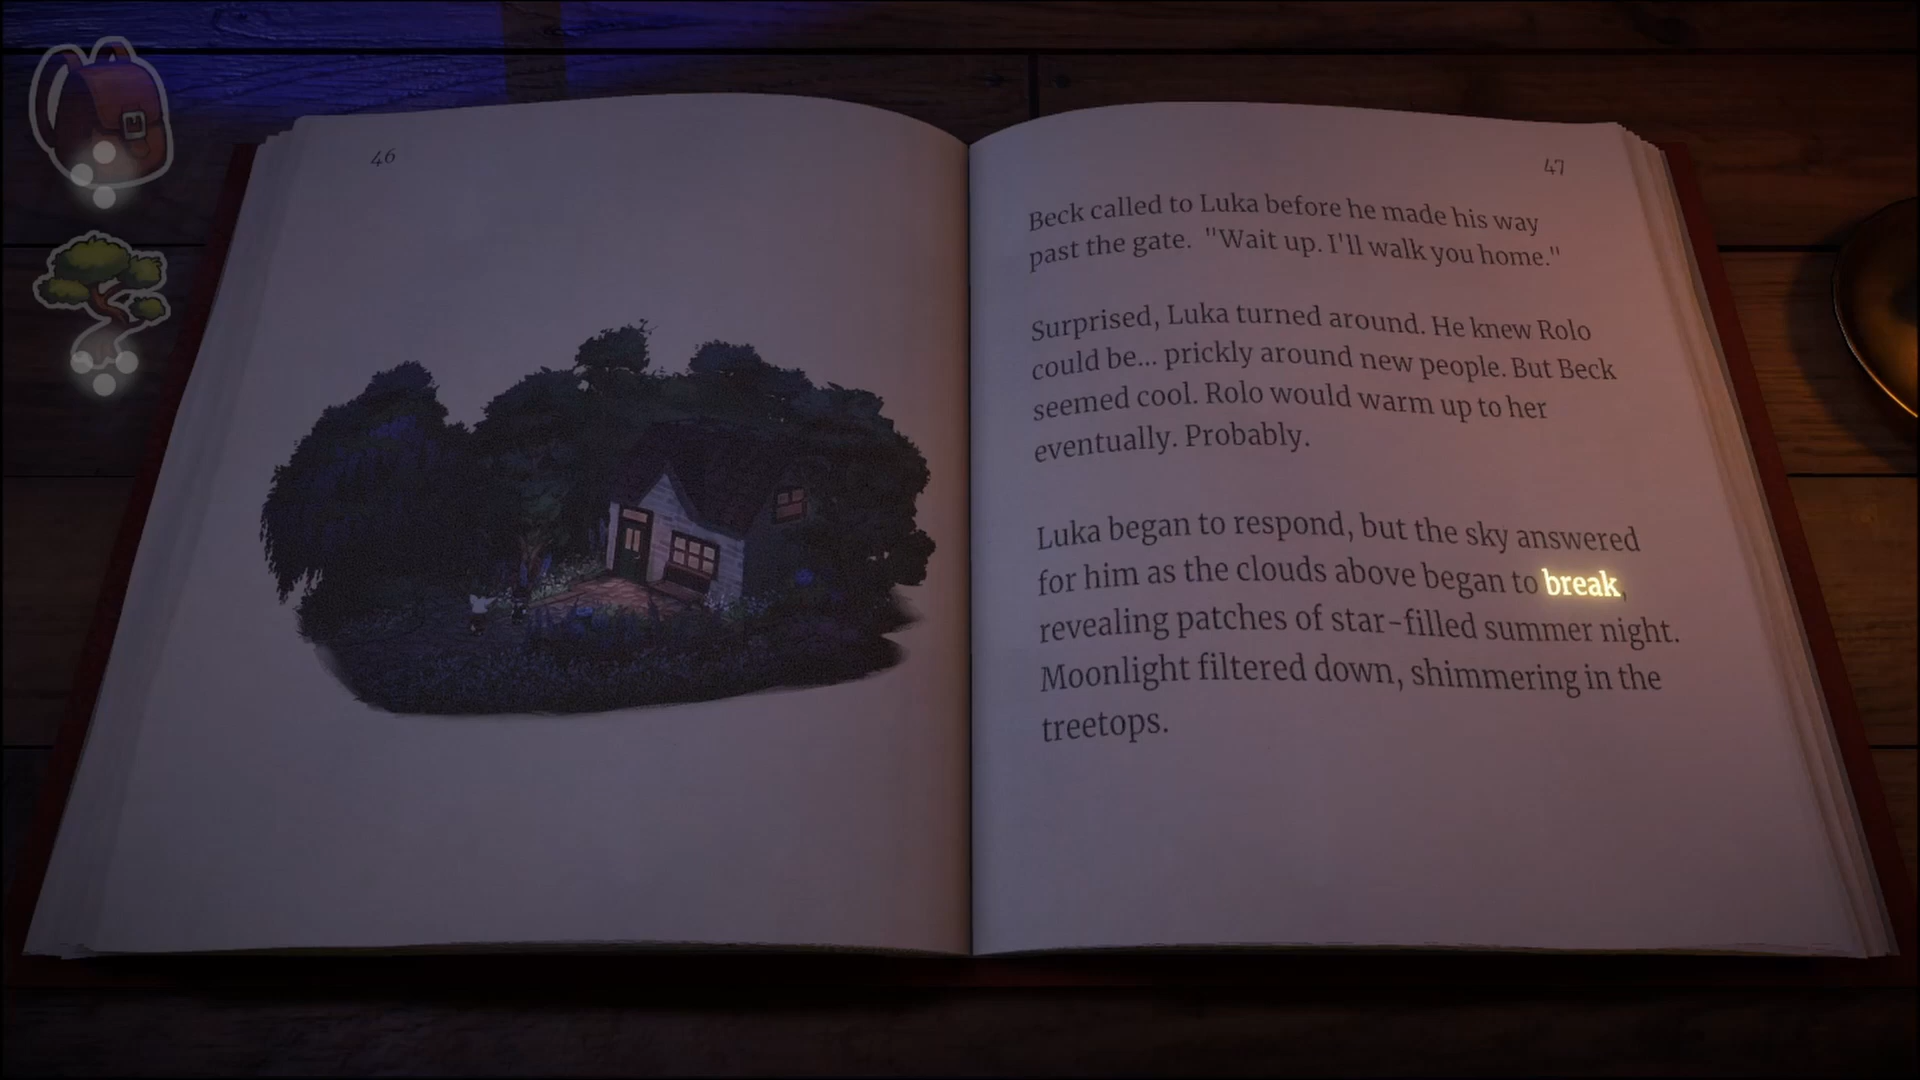 46
47
Beck called to Luka before he made his way
past the gate.  "Wait up. I'll walk you home."
Surprised, Luka turned around. He knew Rolo
could be... prickly around new people. But Beck
seemed cool. Rolo would warm up to her
eventually. Probably.
Luka began to respond, but the sky answered
for him as the clouds above began to break,
revealing patches of star-filled summer night.
Moonlight filtered down, shimmering in the
treetops.